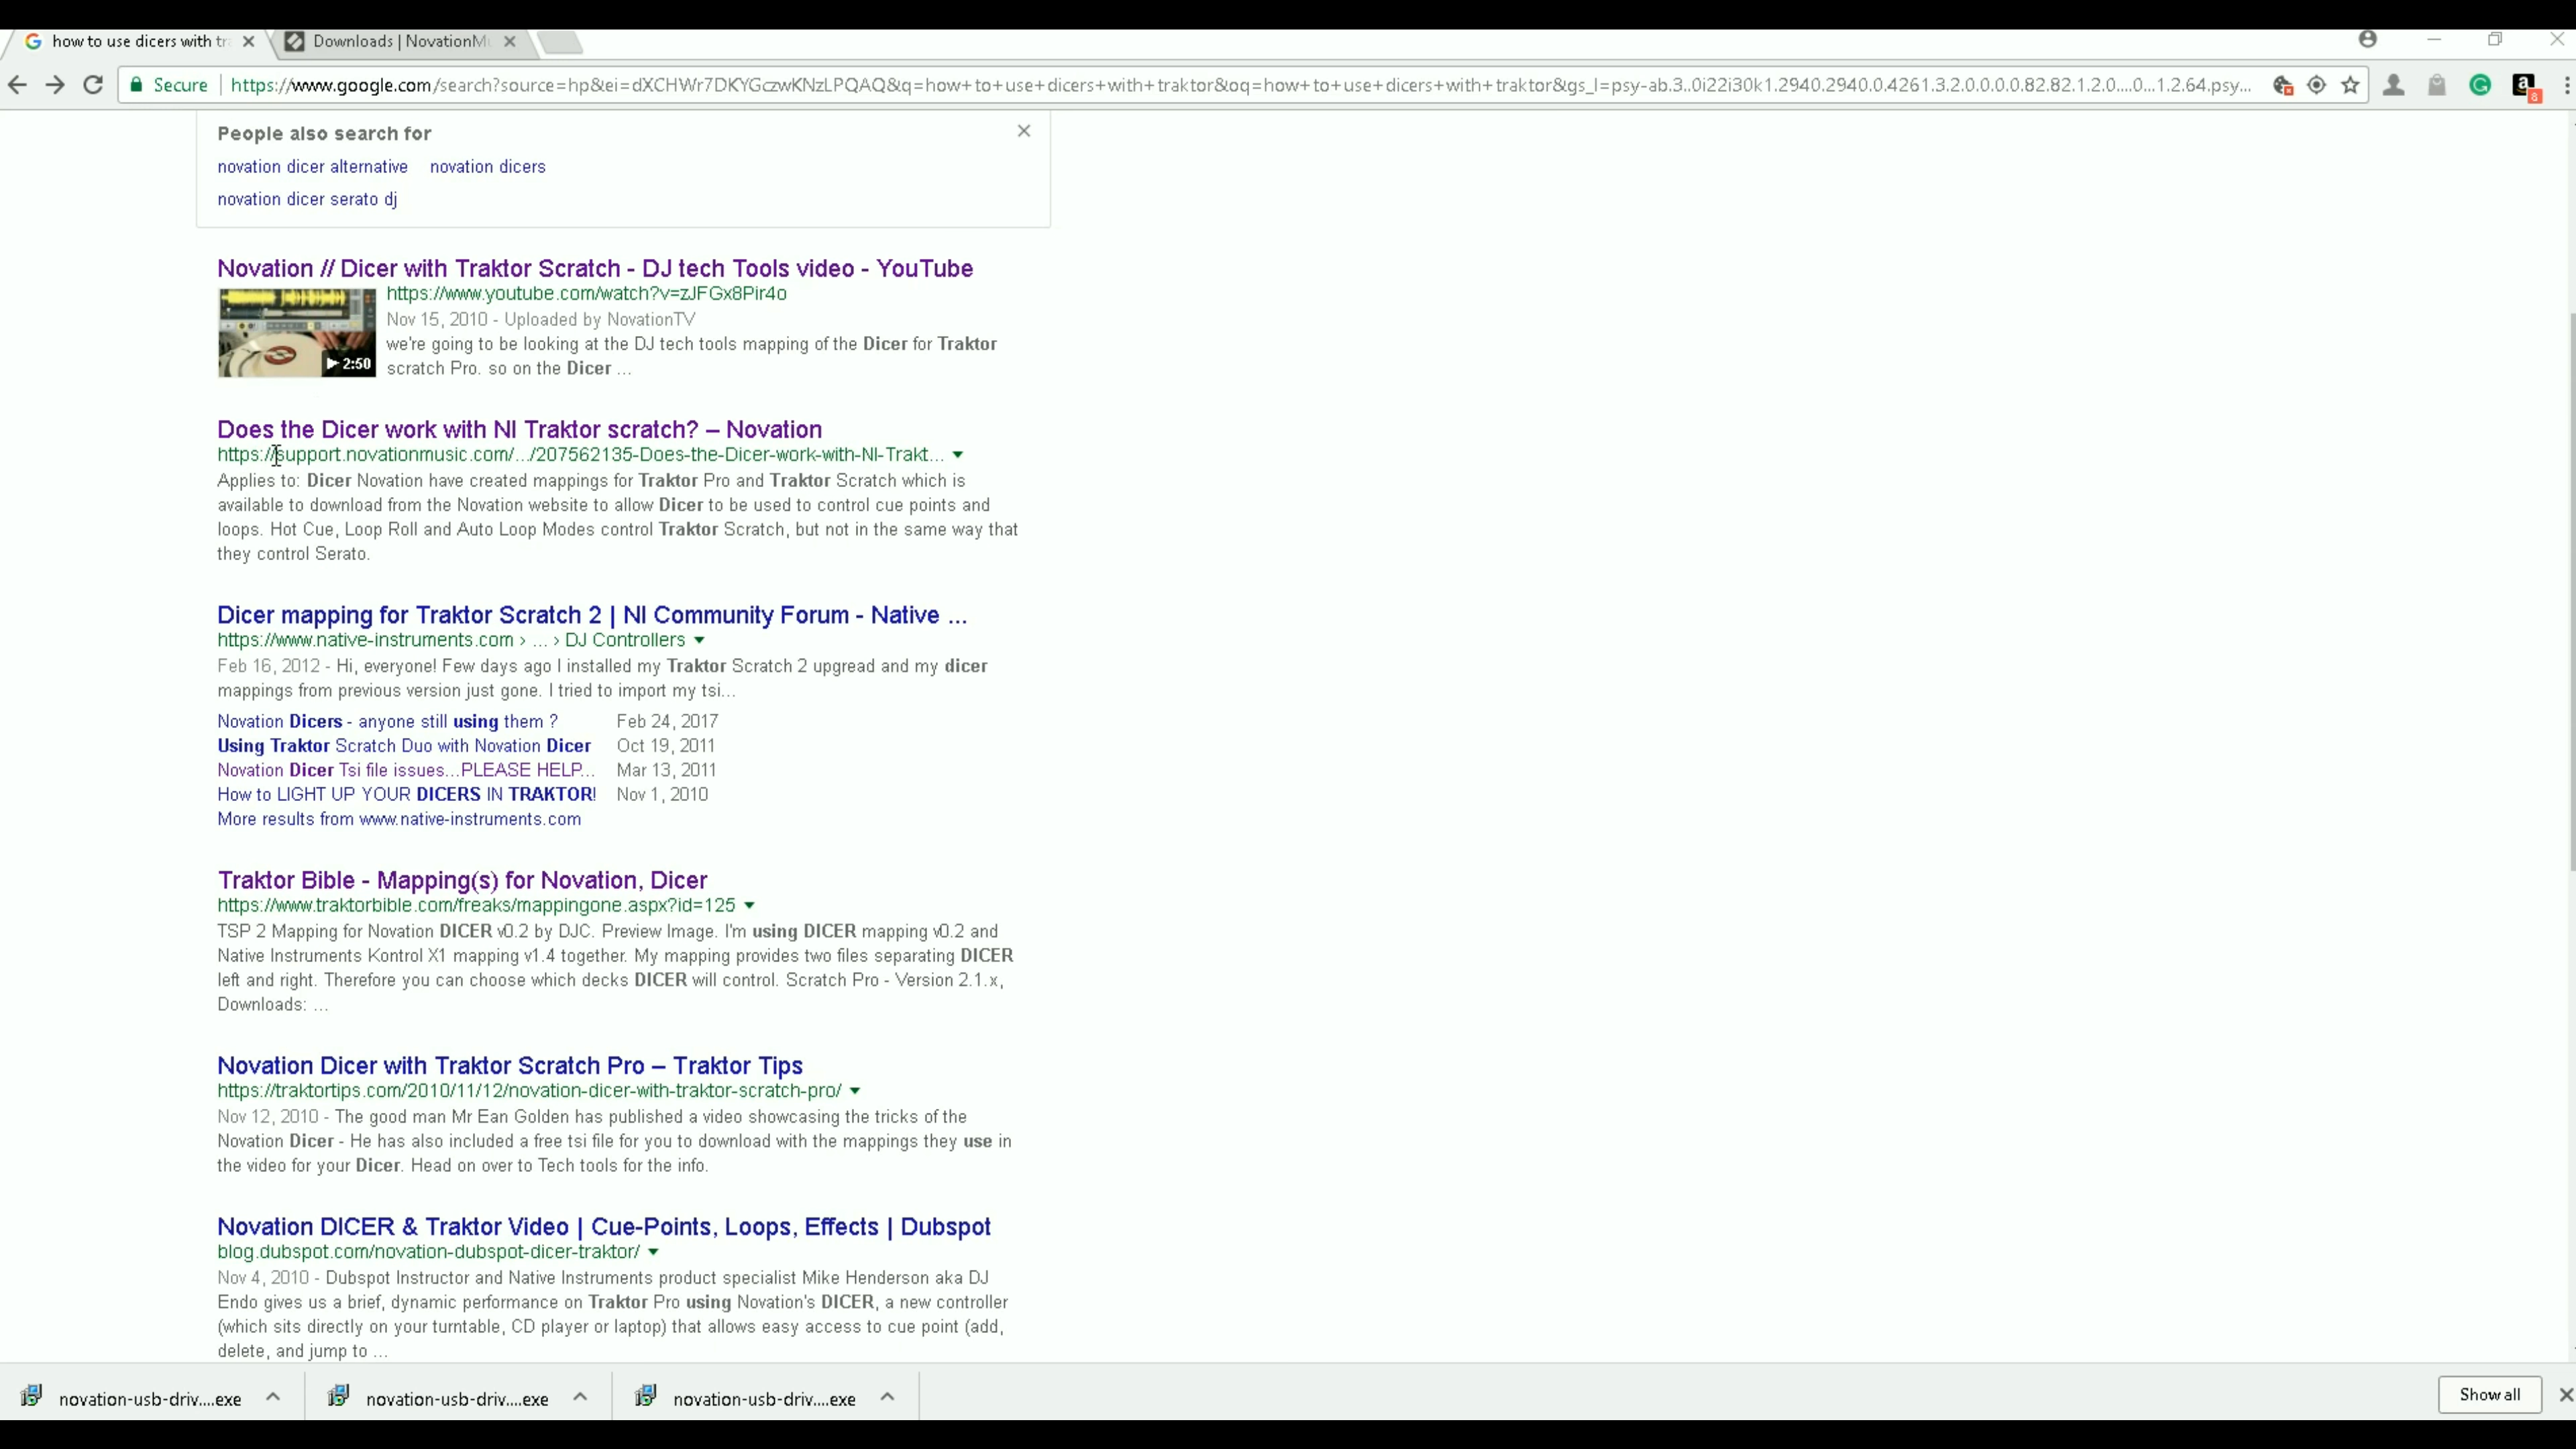 how to use dicers with tr
Downloads | NovationMu
Secure
https://www.google.com/search?source=hp&ei=dXCHWr7DKYGczwKNzLPQAQ&q=how+to+use+dicers+with+traktor&oq=how+to+use+dicers+with+traktor&gs_l=psy-ab.3..0i22i30k1.2940.2940.0.4261.3.2.0.0.0.0.82.82.1.2.0....0...1.2.64.psy...
8
People also search for
novation dicer alternative novation dicers
novation dicer serato dj
Novation // Dicer with Traktor Scratch - DJ tech Tools video - YouTube
https://www.youtube.com/watch?v=zJFGx8Pir4o
Nov 15, 2010 - Uploaded by NovationTV
we're going to be looking at the DJ tech tools mapping of the Dicer for Traktor
scratch Pro. so on the Dicer ...
2:50
Does the Dicer work with NI Traktor scratch? – Novation
https://support.novationmusic.com/.../207562135-Does-the-Dicer-work-with-NI-Trakt...
Applies to: Dicer Novation have created mappings for Traktor Pro and Traktor Scratch which is
available to download from the Novation website to allow Dicer to be used to control cue points and
loops. Hot Cue, Loop Roll and Auto Loop Modes control Traktor Scratch, but not in the same way that
they control Serato.
Dicer mapping for Traktor Scratch 2 | NI Community Forum - Native ...
https://www.native-instruments.com › ... › DJ Controllers
Feb 16, 2012 - Hi, everyone! Few days ago I installed my Traktor Scratch 2 upgread and my dicer
mappings from previous version just gone. I tried to import my tsi...
Novation Dicers - anyone still using them ? Feb 24, 2017
Using Traktor Scratch Duo with Novation Dicer Oct 19, 2011
Novation Dicer Tsi file issues...PLEASE HELP... Mar 13, 2011
How to LIGHT UP YOUR DICERS IN TRAKTOR! Nov 1, 2010
More results from www.native-instruments.com
Traktor Bible - Mapping(s) for Novation, Dicer
https://www.traktorbible.com/freaks/mappingone.aspx?id=125
TSP 2 Mapping for Novation DICER v0.2 by DJC. Preview Image. I'm using DICER mapping v0.2 and
Native Instruments Kontrol X1 mapping v1.4 together. My mapping provides two files separating DICER
left and right. Therefore you can choose which decks DICER will control. Scratch Pro - Version 2.1.x,
Downloads: ...
Novation Dicer with Traktor Scratch Pro – Traktor Tips
https://traktortips.com/2010/11/12/novation-dicer-with-traktor-scratch-pro/
Nov 12, 2010 - The good man Mr Ean Golden has published a video showcasing the tricks of the
Novation Dicer - He has also included a free tsi file for you to download with the mappings they use in
the video for your Dicer. Head on over to Tech tools for the info.
Novation DICER & Traktor Video | Cue-Points, Loops, Effects | Dubspot
blog.dubspot.com/novation-dubspot-dicer-traktor/
Nov 4, 2010 - Dubspot Instructor and Native Instruments product specialist Mike Henderson aka DJ
Endo gives us a brief, dynamic performance on Traktor Pro using Novation's DICER, a new controller
(which sits directly on your turntable, CD player or laptop) that allows easy access to cue point (add,
delete, and jump to ...
novation-usb-driv....exe novation-usb-driv....exe novation-usb-driv....exe Show all